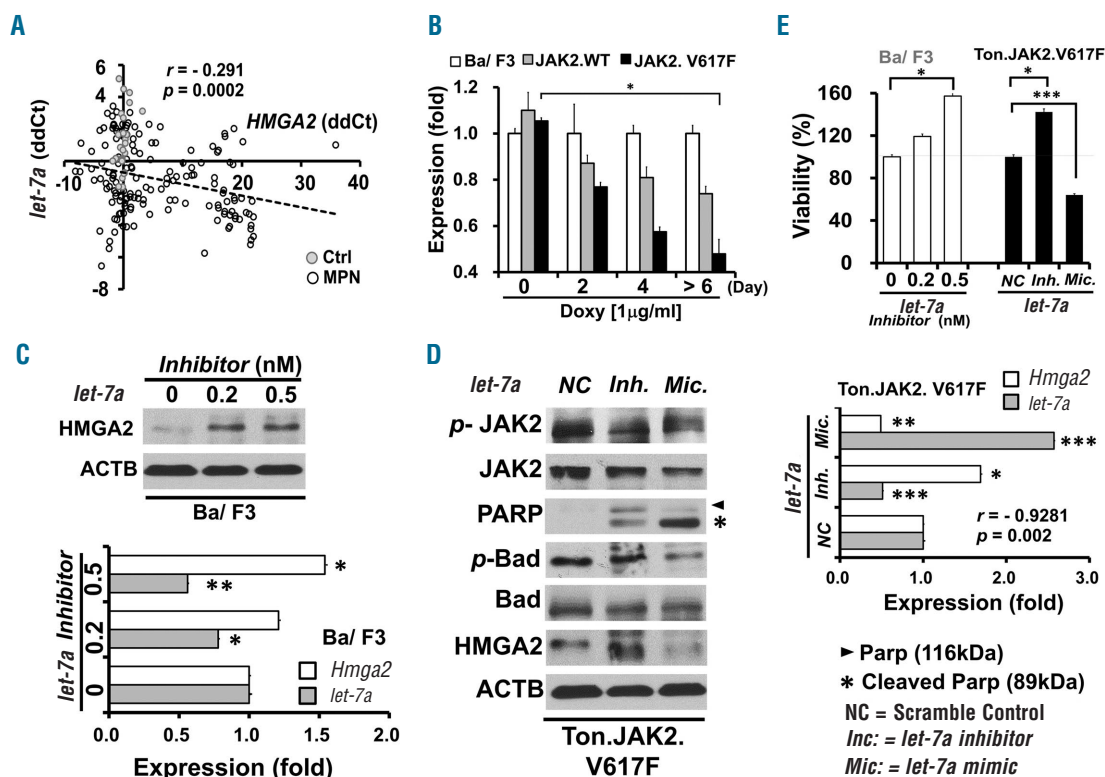 A
r = - 0.291
p = 0.0002
HMGA2 (ddCt)
let-7a (ddCt)
6
4
2
-10
10
20
30
40
-5
-8
Ctrl
MPN
B
Ba/ F3
JAK2.WT
JAK2. V617F
*
Expression (fold)
1.2
1.0
0.8
0.6
0.4
0 2 4 > 6 (Day)
Doxy [1µg/ml]
E
Ba/ F3
Ton.JAK2.V617F
*
*
***
Viability (%)
160
120
80
40
0
0 0.2 0.5
NC Inh. Mic.
let-7a
Inhibitor (nM)
let-7a
C
Inhibitor (nM)
let-7a 0 0.2 0.5
HMGA2
ACTB
Ba/ F3
let-7a Inhibitor
0.5
0.2
0
*
**
*
Ba/ F3
Hmga2
let-7a
0.0 0.5 1.0 1.5 2.0
Expression (fold)
D
let-7a NC Inh. Mic.
p- JAK2
JAK2
PARP
*
p-Bad
Bad
HMGA2
ACTB
Ton.JAK2.
V617F
Ton.JAK2. V617F
Hmga2
let-7a
let-7a
Mic.
Inh.
NC
**
***
*
***
r = - 0.9281
p = 0.002
0.0 1.0 2.0 3.0
Expression (fold)
Parp (116kDa)
* Cleaved Parp (89kDa)
NC = Scramble Control
Inc: = let-7a inhibitor
Mic: = let-7a mimic